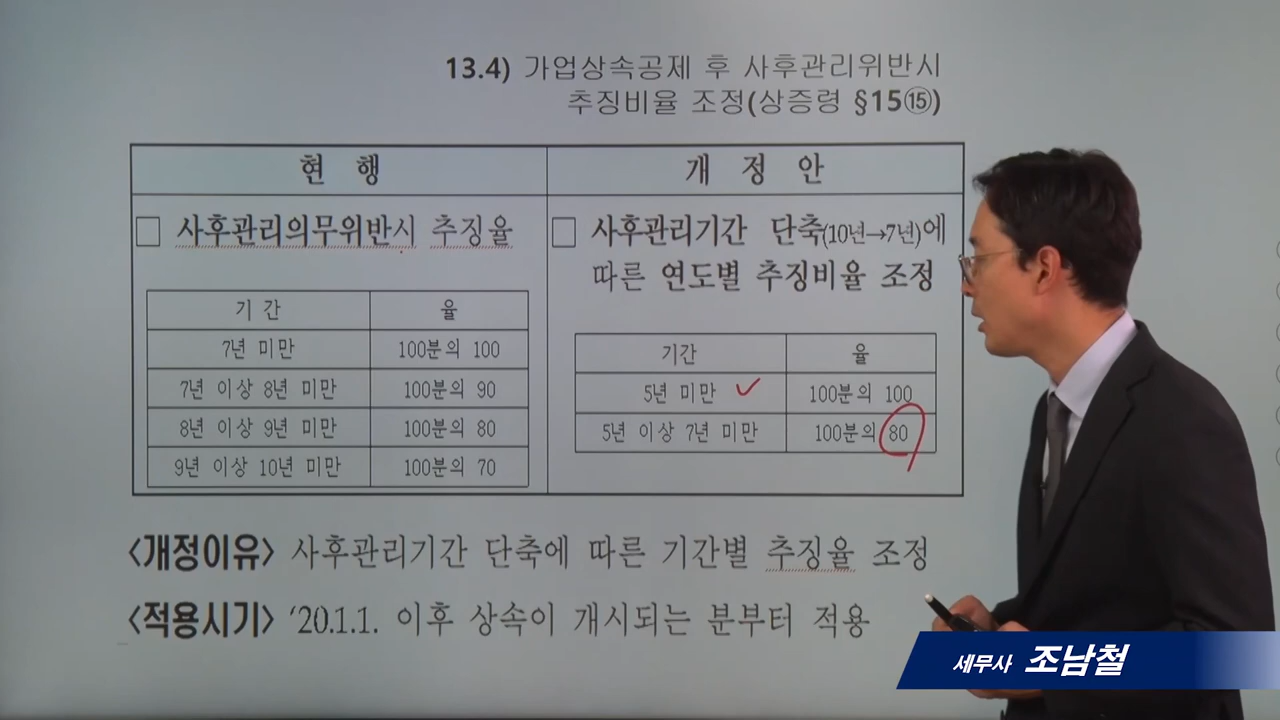 13.4) 가업상속공제 후 사후관리위반시
추징비율 조정(상증령 §15⑮)
현 행
개 정 안
□ 사후관리의무위반시 추징율
기 간 율
7년 미만 100분의 100
7년 이상 8년 미만 100분의 90
8년 이상 9년 미만 100분의 80
9년 이상 10년 미만 100분의 70
□ 사후관리기간 단축(10년→7년)에
따른 연도별 추징비율 조정
기간 율
5년 미만 100분의 100
5년 이상 7년 미만 100분의 80
<개정이유> 사후관리기간 단축에 따른 기간별 추징율 조정
<적용시기> '20.1.1. 이후 상속이 개시되는 분부터 적용
세무사 조남철